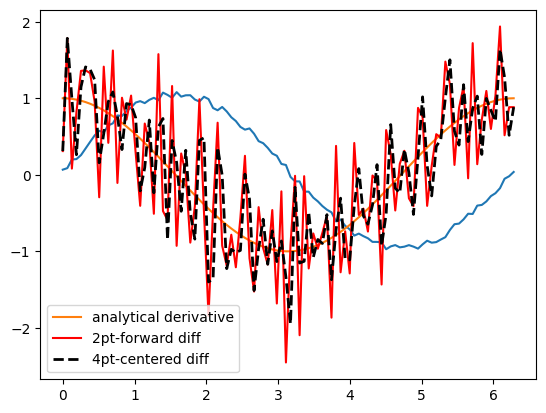 2
1
0
−1
−2
analytical derivative
2pt-forward diff
4pt-centered diff
0 1 2 3 4 5 6